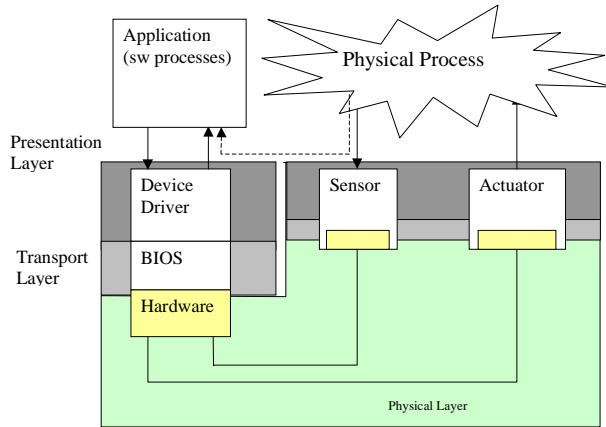 Application
(sw processes)
Physical Process
Presentation
Layer
Device
Driver
Sensor
Actuator
Transport
Layer
BIOS
Hardware
Physical Layer